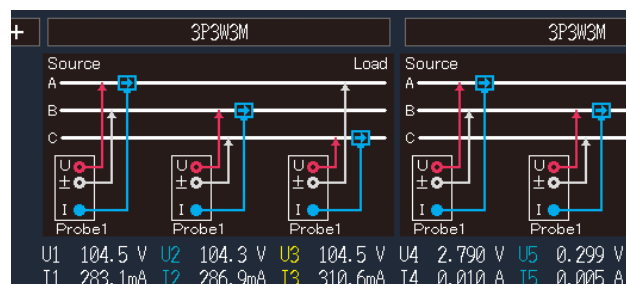 + 3P3W3M 3P3W3M
Source Load Source
A A
B B
C C
U U U U U
± ± ± ± ±
I I I I I
Probe1 Probe1 Probe1 Probe1 Probe1
U1 104.5 V U2 104.3 V U3 104.5 V U4 2.790 V U5 0.299 V
I1 283.1mA I2 286.9mA I3 310.6mA I4 0.010 A I5 0.005 A